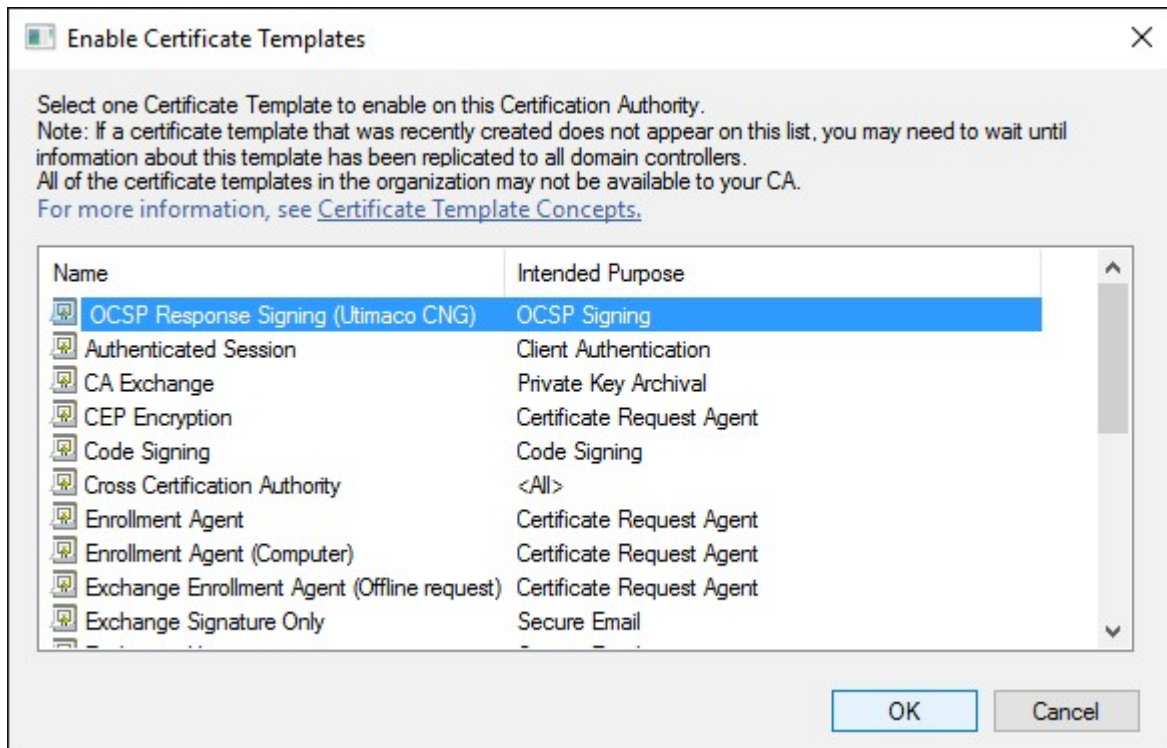 Enable Certificate Templates
Select one Certificate Template to enable on this Certification Authority.
Note: If a certificate template that was recently created does not appear on this list, you may need to wait until
information about this template has been replicated to all domain controllers.
All of the certificate templates in the organization may not be available to your CA.
For more information, see Certificate Template Concepts.
Name Intended Purpose
OCSP Response Signing (Utimaco CNG) OCSP Signing
Authenticated Session Client Authentication
CA Exchange Private Key Archival
CEP Encryption Certificate Request Agent
Code Signing Code Signing
Cross Certification Authority <All>
Enrollment Agent Certificate Request Agent
Enrollment Agent (Computer) Certificate Request Agent
Exchange Enrollment Agent (Offline request) Certificate Request Agent
Exchange Signature Only Secure Email
OK Cancel